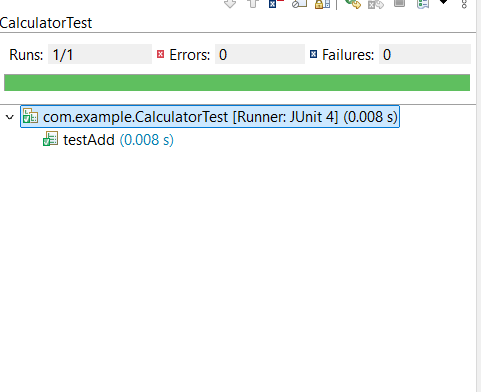 CalculatorTest
Runs: 1/1 Errors: 0 Failures: 0
com.example.CalculatorTest [Runner: JUnit 4] (0.008 s)
testAdd (0.008 s)